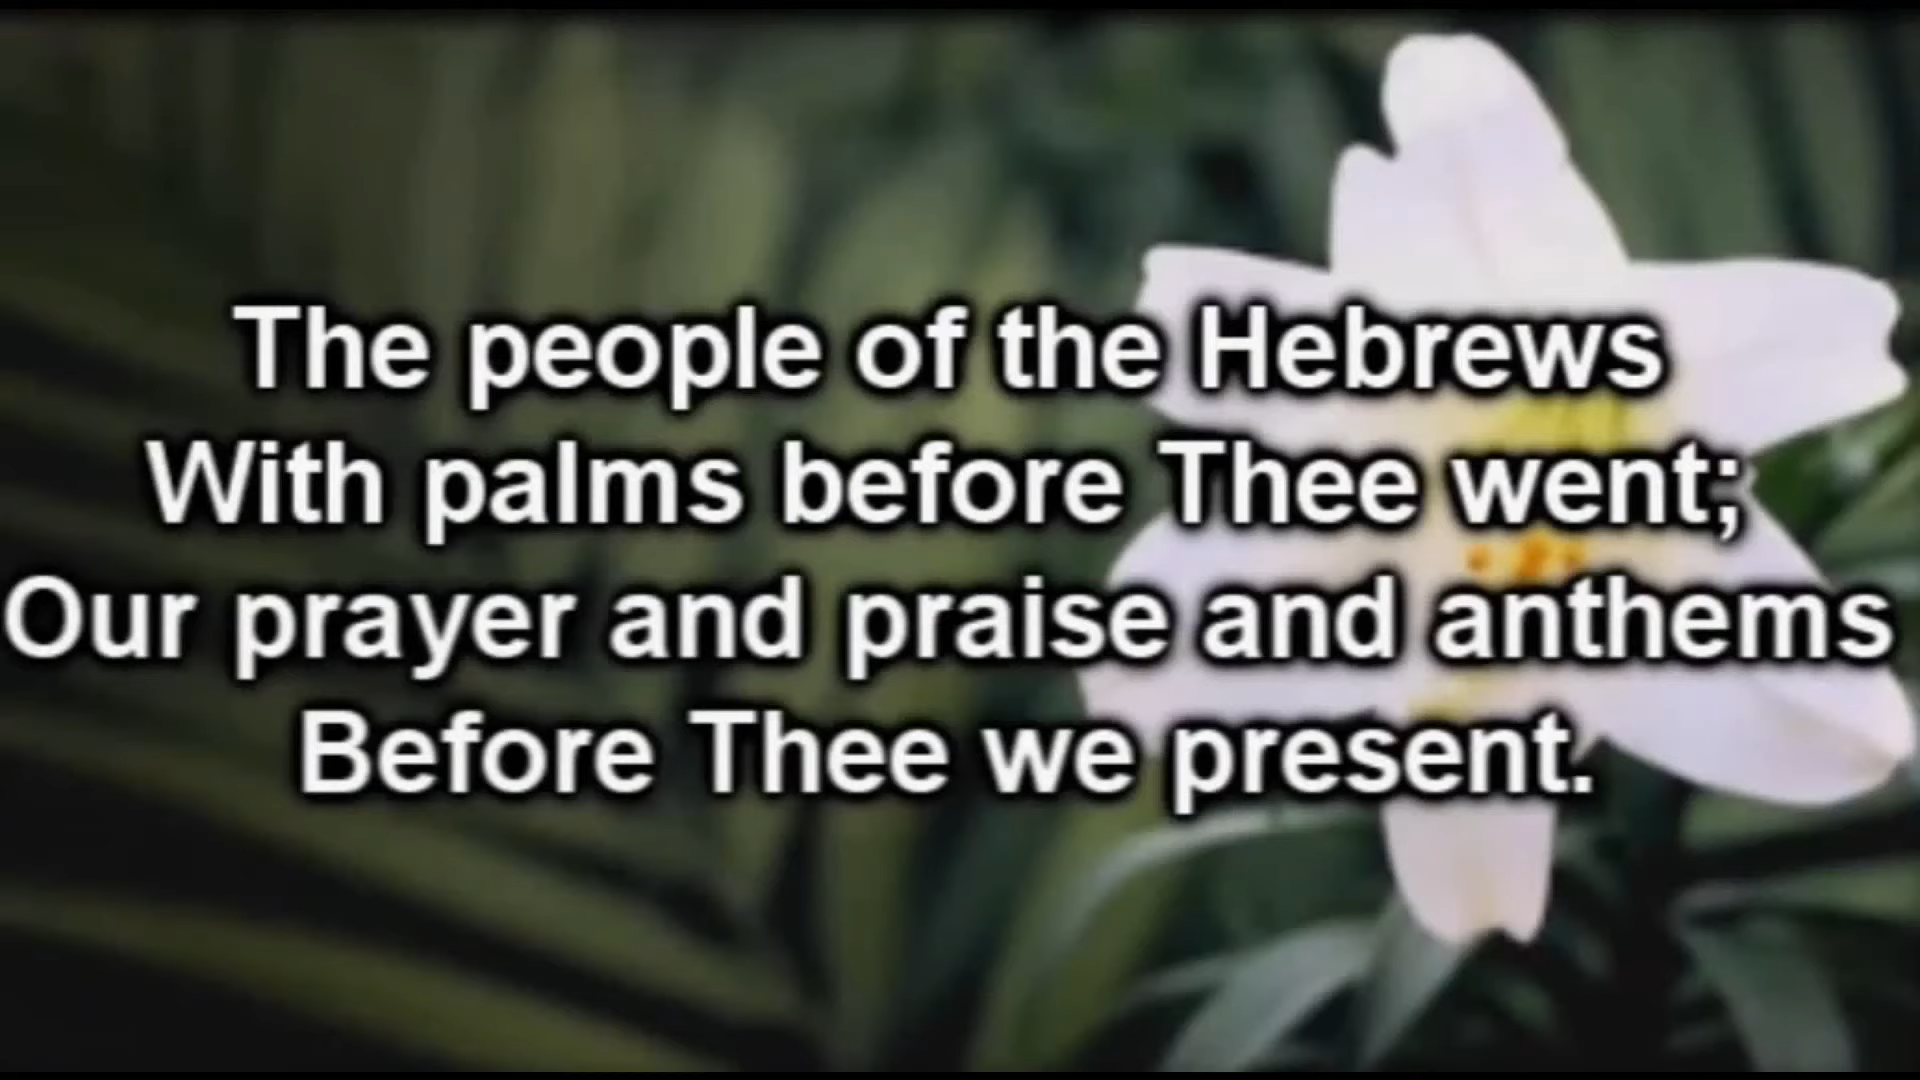 The people of the Hebrews
With palms before Thee went;
Our prayer and praise and anthems
Before Thee we present.